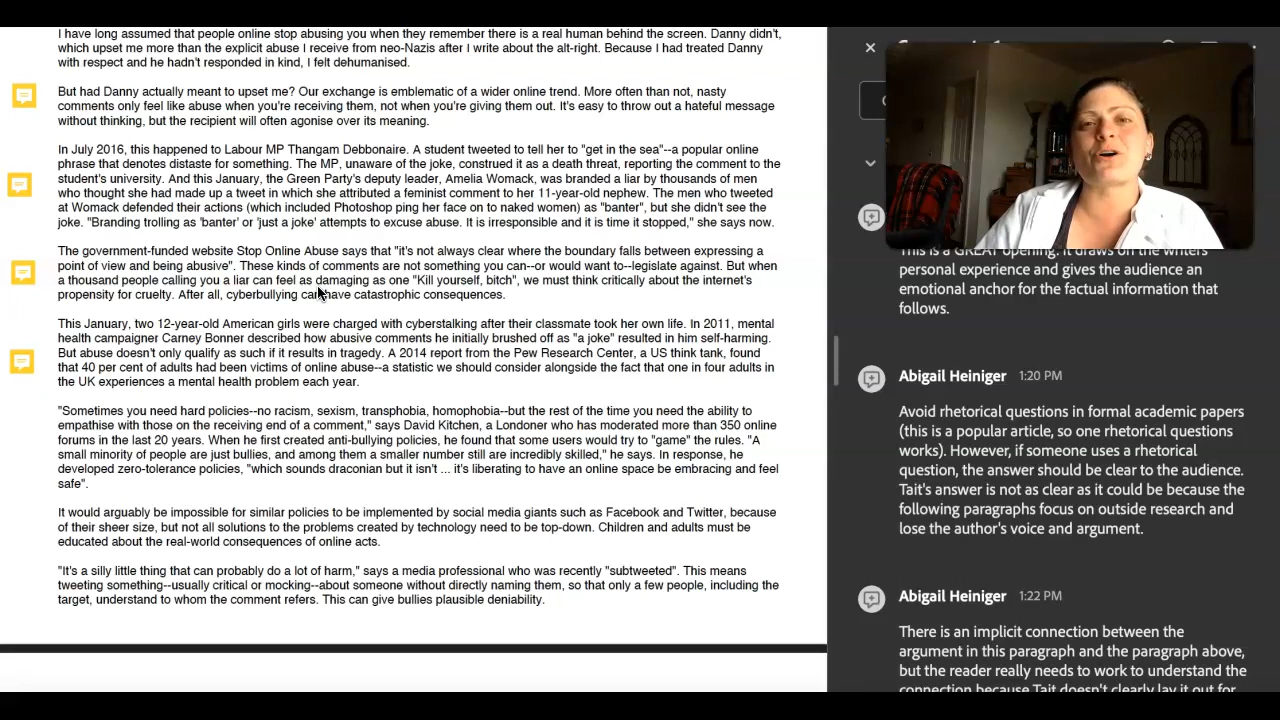 I have long assumed that people online stop abusing you when they remember there is a real human behind the screen. Danny didn't,
which upset me more than the explicit abuse I receive from neo-Nazis after I write about the alt-right. Because I had treated Danny
with respect and he hadn't responded in kind, I felt dehumanised.
But had Danny actually meant to upset me? Our exchange is emblematic of a wider online trend. More often than not, nasty
comments only feel like abuse when you're receiving them, not when you're giving them out. It's easy to throw out a hateful message
without thinking, but the recipient will often agonise over its meaning.
In July 2016, this happened to Labour MP Thangam Debbonaire. A student tweeted to tell her to "get in the sea"--a popular online
phrase that denotes distaste for something. The MP, unaware of the joke, construed it as a death threat, reporting the comment to the
student's university. And this January, the Green Party's deputy leader, Amelia Womack, was branded a liar by thousands of men
who thought she had made up a tweet in which she attributed a feminist comment to her 11-year-old nephew. The men who tweeted
at Womack defended their actions (which included Photoshop ping her face on to naked women) as "banter", but she didn't see the
joke. "Branding trolling as 'banter' or 'just a joke' attempts to excuse abuse. It is irresponsible and it is time it stopped," she says now.
The government-funded website Stop Online Abuse says that "it's not always clear where the boundary falls between expressing a
point of view and being abusive". These kinds of comments are not something you can--or would want to--legislate against. But when
a thousand people calling you a liar can feel as damaging as one "Kill yourself, bitch", we must think critically about the internet's
propensity for cruelty. After all, cyberbullying can have catastrophic consequences.
This January, two 12-year-old American girls were charged with cyberstalking after their classmate took her own life. In 2011, mental
health campaigner Carney Bonner described how abusive comments he initially brushed off as "a joke" resulted in him self-harming.
But abuse doesn't only qualify as such if it results in tragedy. A 2014 report from the Pew Research Center, a US think tank, found
that 40 per cent of adults had been victims of online abuse--a statistic we should consider alongside the fact that one in four adults in
the UK experiences a mental health problem each year.
"Sometimes you need hard policies--no racism, sexism, transphobia, homophobia--but the rest of the time you need the ability to
empathise with those on the receiving end of a comment," says David Kitchen, a Londoner who has moderated more than 350 online
forums in the last 20 years. When he first created anti-bullying policies, he found that some users would try to "game" the rules. "A
small minority of people are just bullies, and among them a smaller number still are incredibly skilled," he says. In response, he
developed zero-tolerance policies, "which sounds draconian but it isn't ... it's liberating to have an online space be embracing and feel
safe".
It would arguably be impossible for similar policies to be implemented by social media giants such as Facebook and Twitter, because
of their sheer size, but not all solutions to the problems created by technology need to be top-down. Children and adults must be
educated about the real-world consequences of online acts.
"It's a silly little thing that can probably do a lot of harm," says a media professional who was recently "subtweeted". This means
tweeting something--usually critical or mocking--about someone without directly naming them, so that only a few people, including the
target, understand to whom the comment refers. This can give bullies plausible deniability.
This is a GREAT opening. It draws on the writers
personal experience and gives the audience an
emotional anchor for the factual information that
follows.
Abigail Heiniger 1:20 PM
Avoid rhetorical questions in formal academic papers
(this is a popular article, so one rhetorical questions
works). However, if someone uses a rhetorical
question, the answer should be clear to the audience.
Tait's answer is not as clear as it could be because the
following paragraphs focus on outside research and
lose the author's voice and argument.
Abigail Heiniger 1:22 PM
There is an implicit connection between the
argument in this paragraph and the paragraph above,
but the reader really needs to work to understand the
connection because Tait doesn't clearly lay it out for